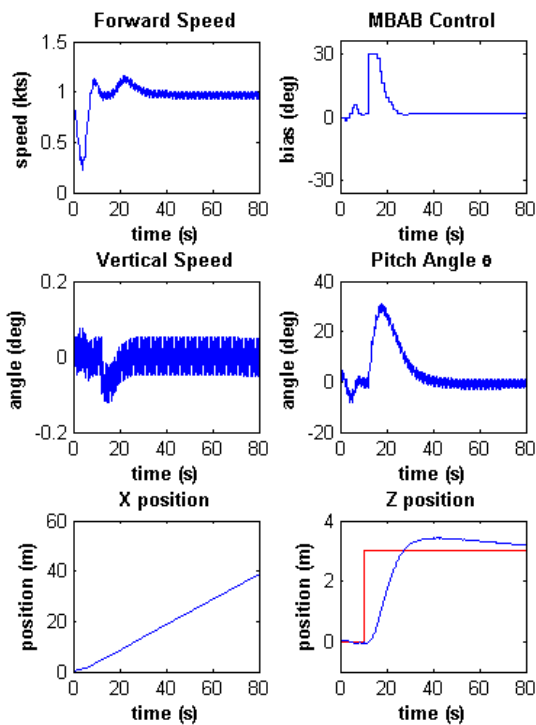 Forward Speed
1.5
1
0.5
0
speed (kts)
0 20 40 60 80
time (s)
MBAB Control
30
0
-30
bias (deg)
0 20 40 60 80
time (s)
Vertical Speed
0.2
0
-0.2
angle (deg)
0 20 40 60 80
time (s)
Pitch Angle θ
40
20
0
-20
angle (deg)
0 20 40 60 80
time (s)
X position
60
40
20
0
position (m)
0 20 40 60 80
time (s)
Z position
4
2
0
position (m)
0 20 40 60 80
time (s)